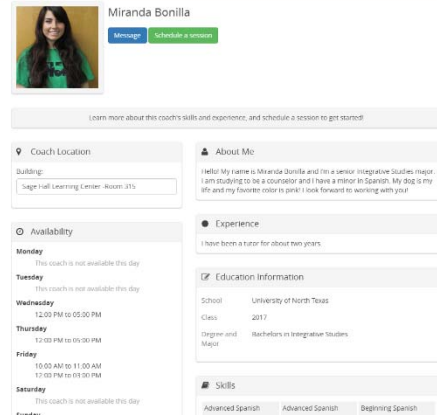 Miranda Bonilla
Message
Schedule a session
Learn more about this coach's skills and experience, and schedule a session to get started!
Coach Location
Building:
Sage Hall Learning Center -Room 315
Availability
Monday
This coach is not available this day
Tuesday
This coach is not available this day
Wednesday
12:00 PM to 05:00 PM
Thursday
12:00 PM to 05:00 PM
Friday
10:00 AM to 11:00 AM
12:00 PM to 03:00 PM
Saturday
This coach is not available this day
Sunday
About Me
Hello! My name is Miranda Bonilla and I'm a senior Integrative Studies major.
I am studying to be a counselor and I have a minor in Spanish. My dog is my
life and my favorite color is pink! I look forward to working with you!
Experience
I have been a tutor for about two years.
Education Information
School University of North Texas
Class 2017
Degree and Bachelors in Integrative Studies
Major
Skills
Advanced Spanish Advanced Spanish Beginning Spanish